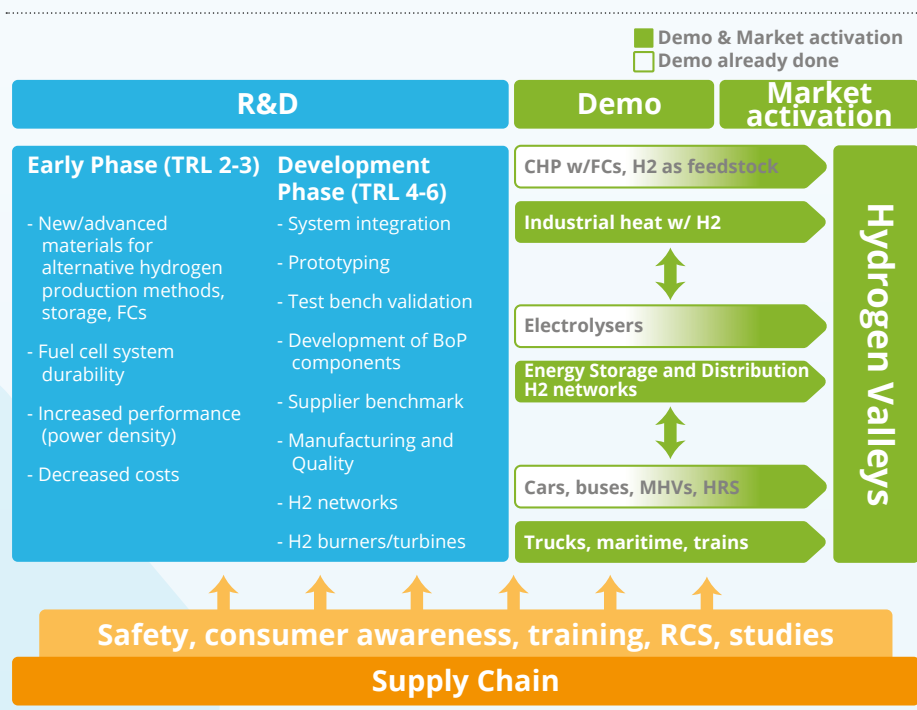 Demo & Market activation
Demo already done
R&D
Demo
Market
activation
Early Phase (TRL 2-3)
- New/advanced
materials for
alternative hydrogen
production methods,
storage, FCs
- Fuel cell system
durability
- Increased performance
(power density)
- Decreased costs
Development
Phase (TRL 4-6)
- System integration
- Prototyping
- Test bench validation
- Development of BoP
components
- Supplier benchmark
- Manufacturing and
Quality
- H2 networks
- H2 burners/turbines
CHP w/FCs, H2 as feedstock
Industrial heat w/ H2
Electrolysers
Energy Storage and Distribution
H2 networks
Cars, buses, MHVs, HRS
Trucks, maritime, trains
Hydrogen Valleys
Safety, consumer awareness, training, RCS, studies
Supply Chain